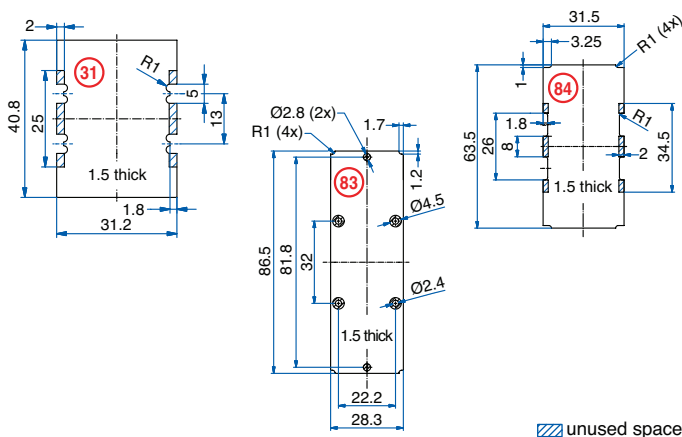 2
31
R1
5
13
40.8
25
1.5 thick
1.8
31.2
Ø2.8 (2x)
R1 (4x)
1.7
83
1.2
Ø4.5
86.5
81.8
32
Ø2.4
1.5 thick
22.2
28.3
31.5
3.25
R1 (4x)
1
84
R1
1.8
63.5
26
8
2
34.5
1.5 thick
unused space